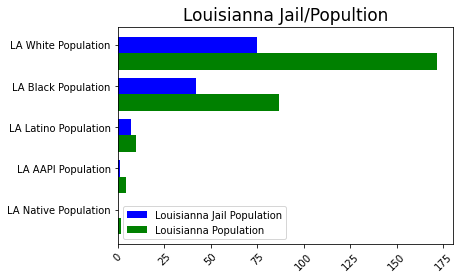 Louisianna Jail/Popultion
LA White Population
LA Black Population
LA Latino Population
LA AAPI Population
LA Native Population
Louisianna Jail Population
Louisianna Population
0 25 50 75 100 125 150 175